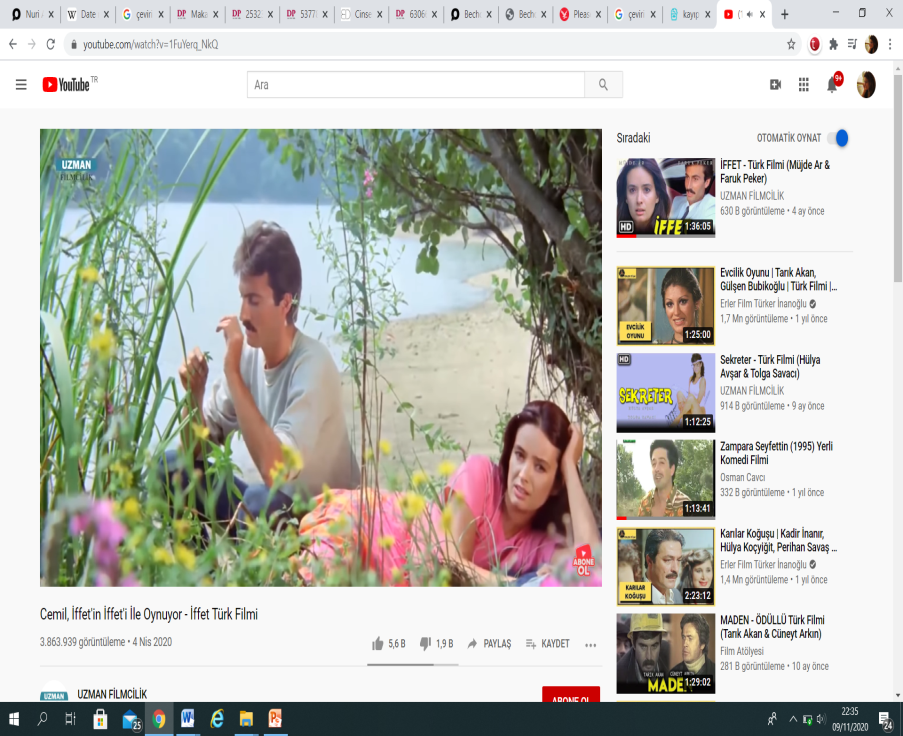 Nuri
Date
çeviri
Maka
2532
Cinse
Bech
Beche
Pleas
çeviri
kayıp
youtube.com/watch?v=1FuYerq_NkQ
YouTube TR
Ara
9+
UZMAN
FİLMCİLİK
ABONE
OL
Cemil, İffet'in İffet'i İle Oynuyor - İffet Türk Filmi
3.863.939 görüntüleme • 4 Nis 2020
5,6 B
1,9 B
PAYLAŞ
KAYDET
UZMAN
UZMAN FİLMCİLİK
ABONE OL
Sıradaki
OTOMATİK OYNAT
HD
İFFE
1:36:05
İFFET - Türk Filmi (Müjde Ar &
Faruk Peker)
UZMAN FİLMCİLİK
630 B görüntüleme • 4 ay önce
EVCİLİK
OYUNU
1:25:00
Evcilik Oyunu | Tarık Akan,
Gülşen Bubikoğlu | Türk Filmi |...
Erler Film Türker İnanoğlu
1,7 Mn görüntüleme • 1 yıl önce
HD
SEKRETER
1:12:25
Sekreter - Türk Filmi (Hülya
Avşar & Tolga Savacı)
UZMAN FİLMCİLİK
914 B görüntüleme • 9 ay önce
1:13:41
Zampara Seyfettin (1995) Yerli
Komedi Filmi
Osman Cavcı
332 B görüntüleme • 1 yıl önce
KARILAR
KOĞUŞU
2:23:12
Karılar Koğuşu | Kadir İnanır,
Hülya Koçyiğit, Perihan Savaş ...
Erler Film Türker İnanoğlu
1,4 Mn görüntüleme • 1 yıl önce
TARIK AKAN
CÜNEYT ARKIN
MADE
1:29:02
MADEN - ÖDÜLLÜ Türk Filmi
(Tarık Akan & Cüneyt Arkın)
Film Atölyesi
281 B görüntüleme • 10 ay önce
25
22:35
09/11/2020
24